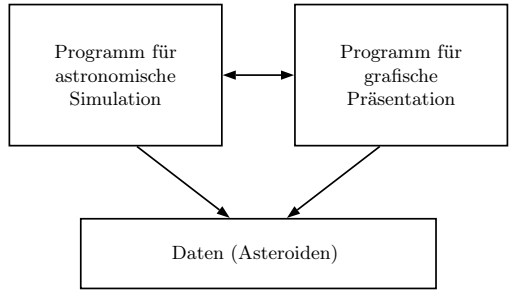 Programm für
astronomische
Simulation
Programm für
grafische
Präsentation
Daten (Asteroiden)